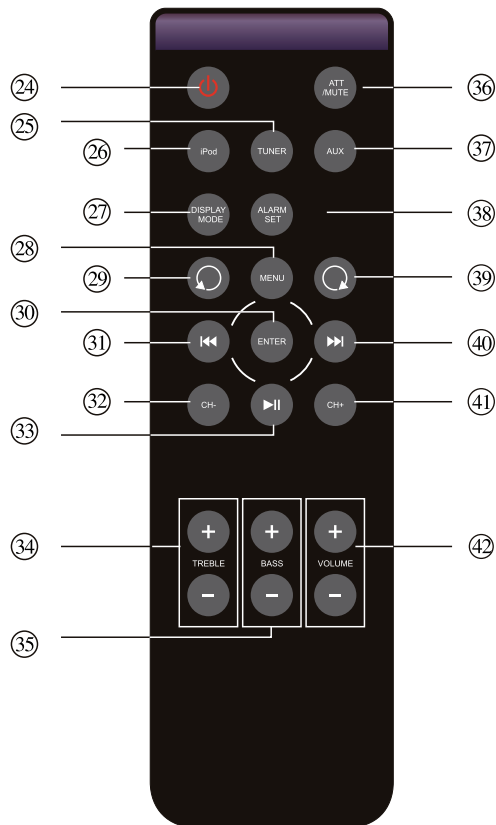 24
ATT
/MUTE
36
25
26
iPod
TUNER
AUX
37
27
DISPLAY
MODE
ALARM
SET
38
28
29
MENU
39
30
31
ENTER
40
32
CH-
CH+
41
33
34
TREBLE
BASS
VOLUME
42
35